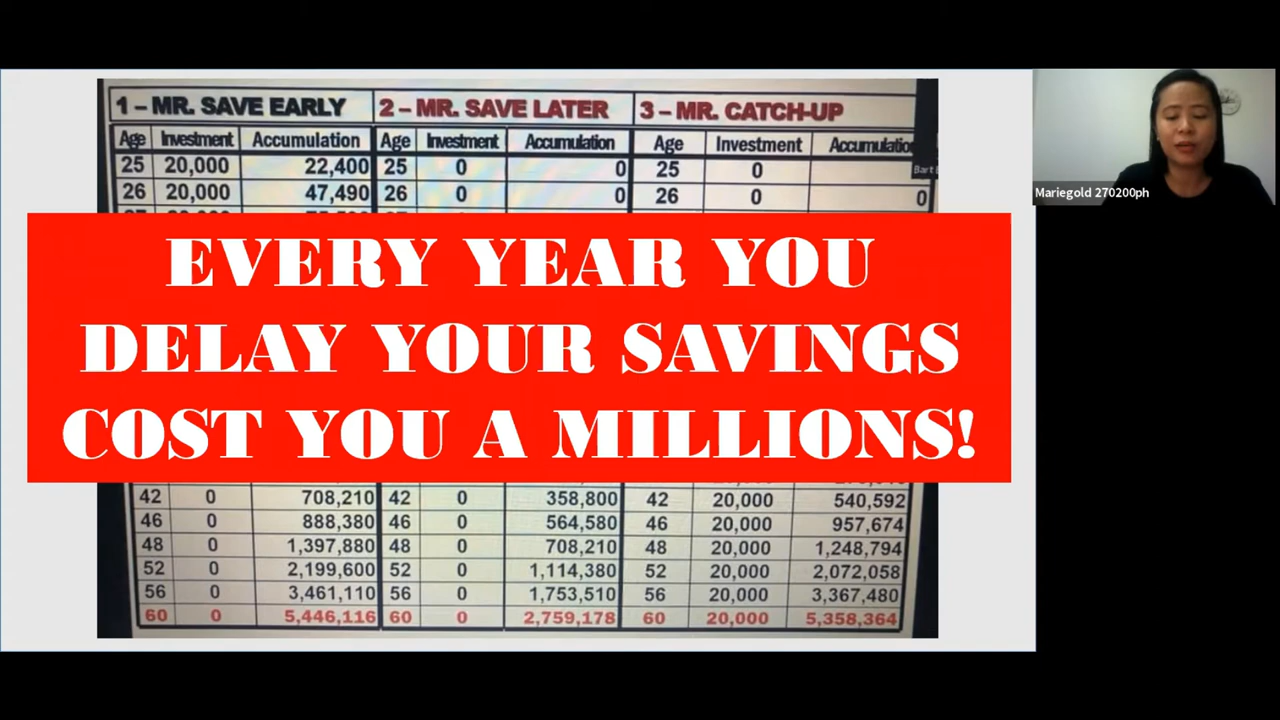 1 – MR. SAVE EARLY 2 – MR. SAVE LATER 3 – MR. CATCH-UP
Age Investment Accumulation Age Investment Accumulation Age Investment Accumulatio
25 20,000 22,400 25 0 0 25 0
26 20,000 47,490 26 0 0 26 0 0
EVERY YEAR YOU
DELAY YOUR SAVINGS
COST YOU A MILLIONS!
42 0 708,210 42 0 358,800 42 20,000 540,592
46 0 888,380 46 0 564,580 46 20,000 957,674
48 0 1,397,880 48 0 708,210 48 20,000 1,248,794
52 0 2,199,600 52 0 1,114,380 52 20,000 2,072,058
56 0 3,461,110 56 0 1,753,510 56 20,000 3,367,480
60 0 5,446,116 60 0 2,759,178 60 20,000 5,358,364
Mariegold 270200ph